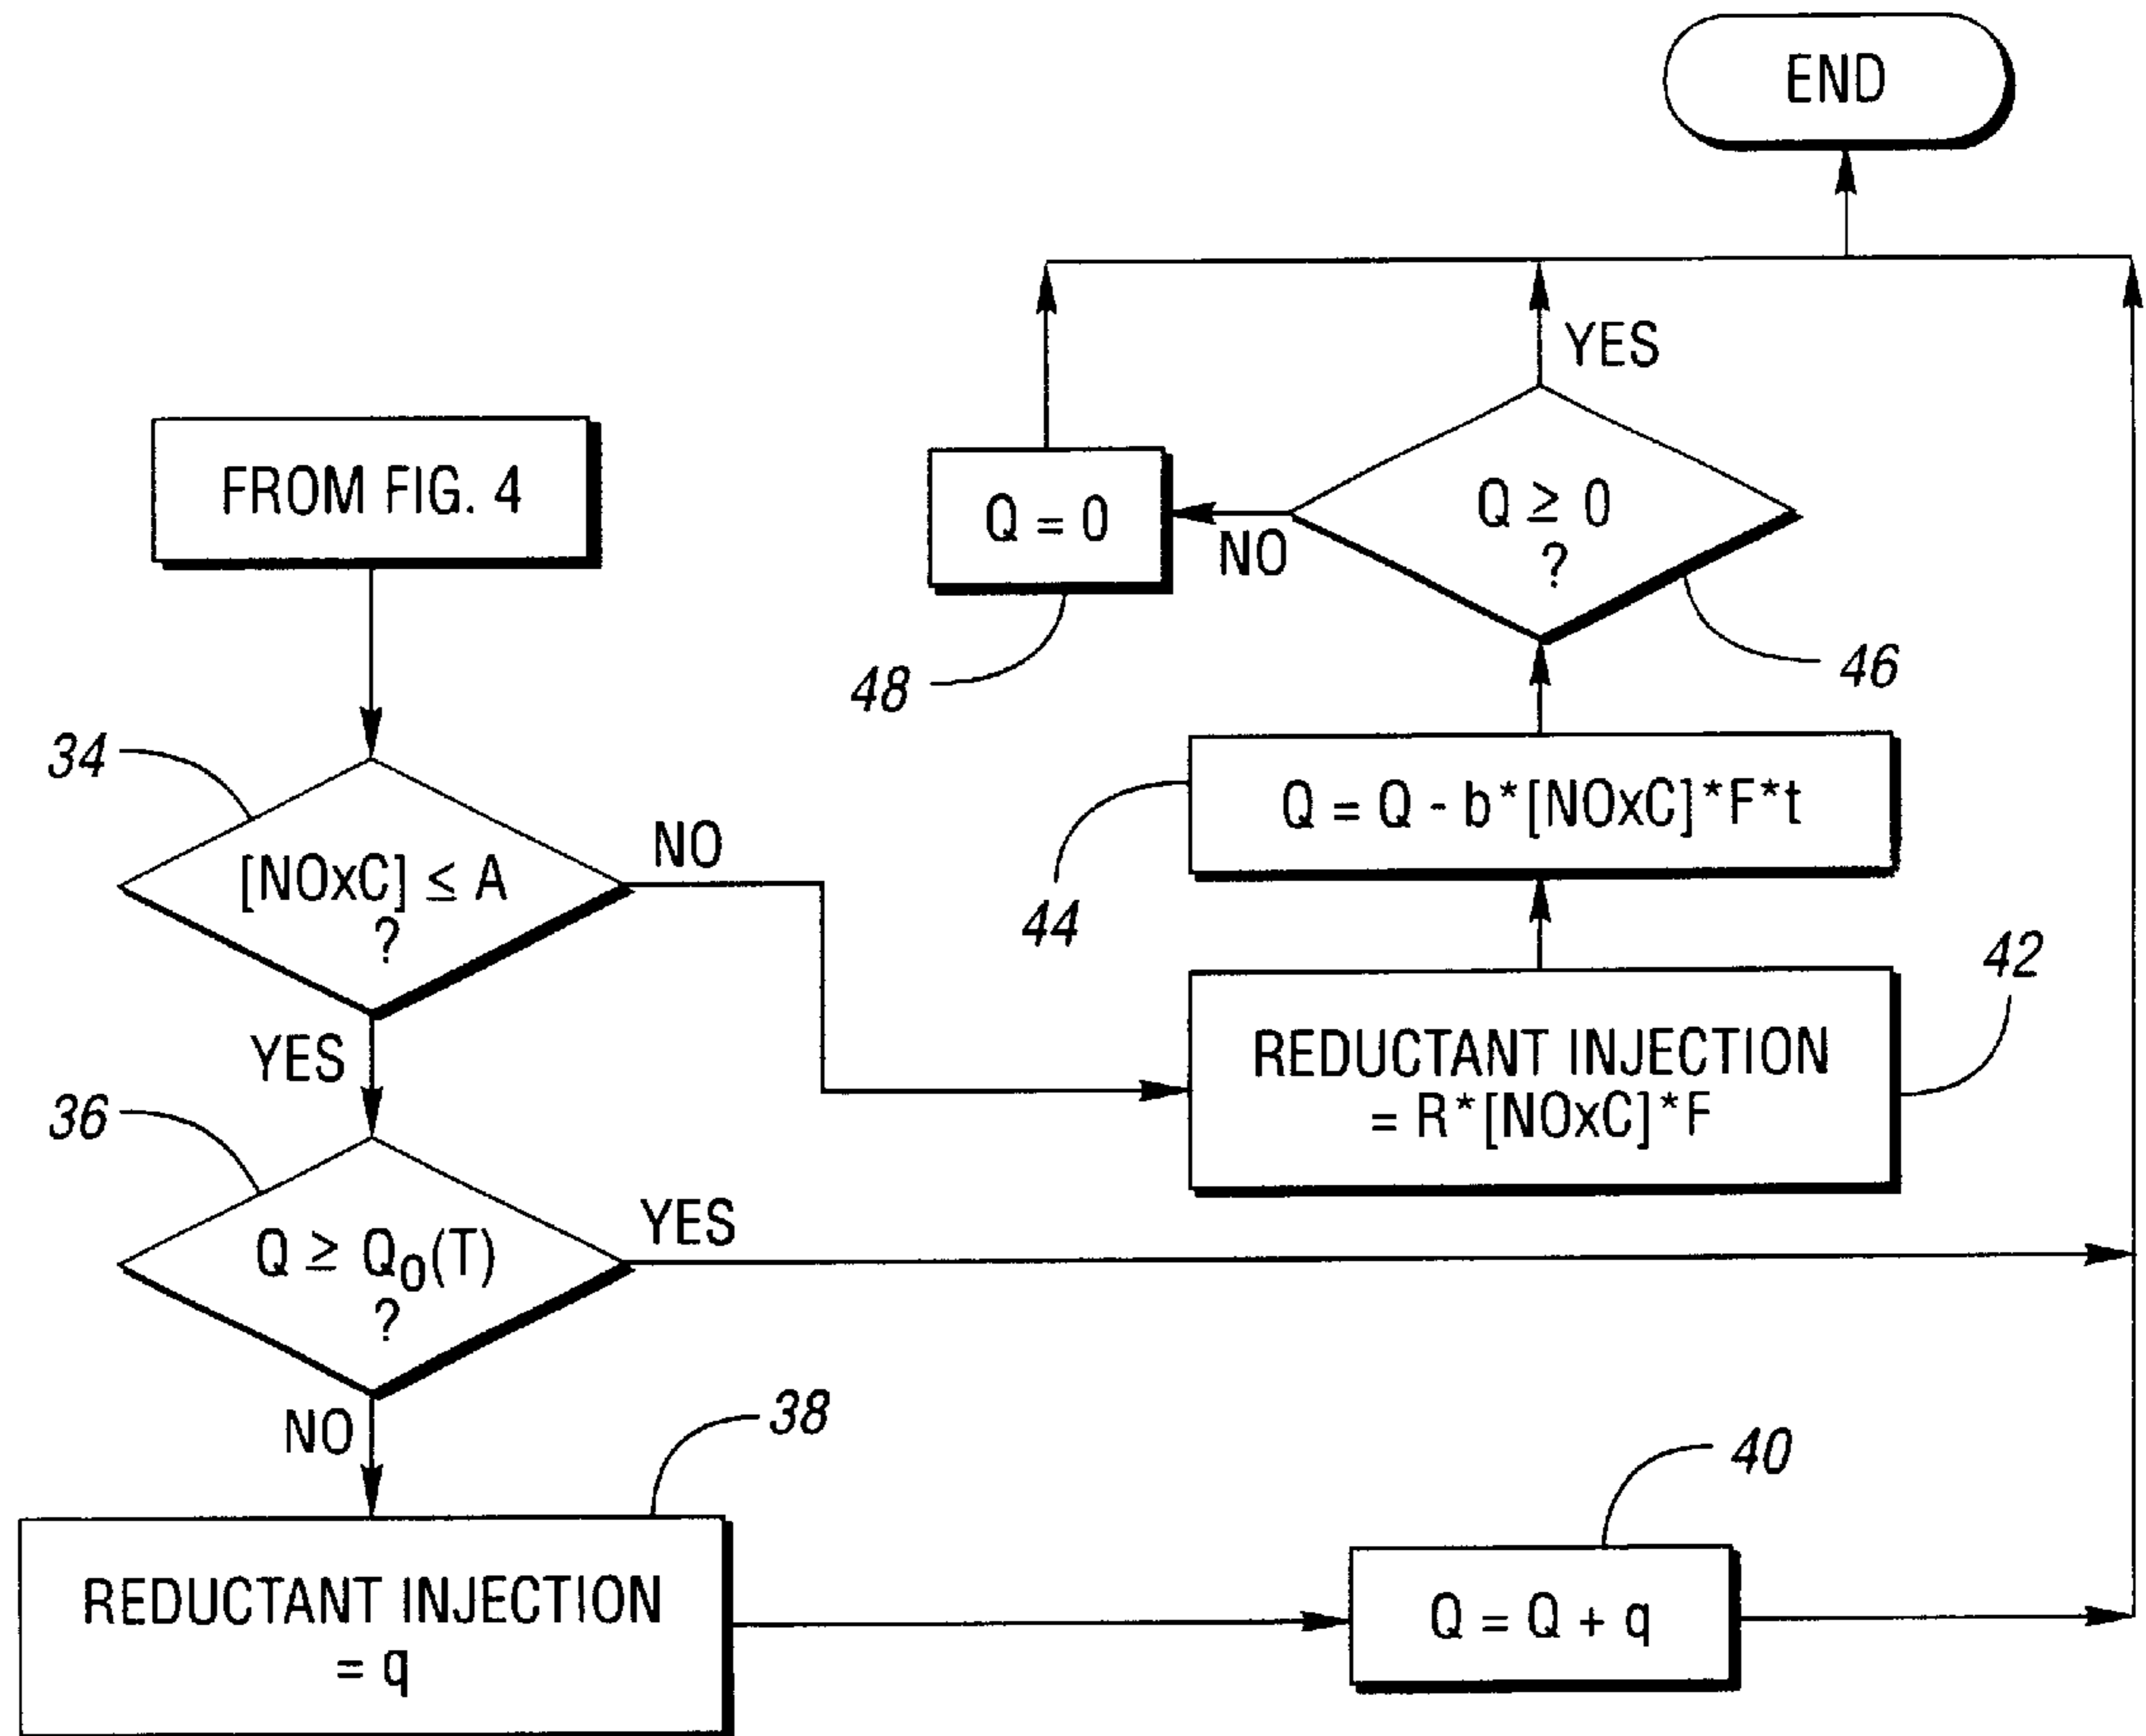 END
YES
FROM FIG. 4
Q = 0
NO
Q ≥ 0
?
48
46
34
[NOxC] ≤ A
?
NO
Q = Q - b*[NOxC]*F*t
44
42
YES
REDUCTANT INJECTION
= R*[NOxC]*F
36
Q ≥ Q₀(T)
?
YES
NO
38
40
REDUCTANT INJECTION
= q
Q = Q + q